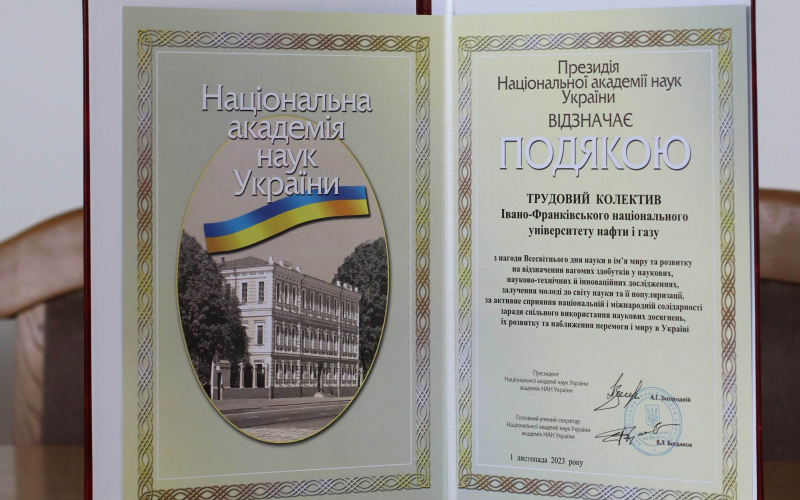 Національна
академія
наук
України
Президія
Національної академії наук
України
ВІДЗНАЧАЄ
ПОДЯКОЮ
ТРУДОВИЙ КОЛЕКТИВ
Івано-Франківського національного
університету нафти і газу
з нагоди Всесвітнього дня науки в ім'я миру та розвитку
на відзначення вагомих здобутків у наукових,
науково-технічних й інноваційних дослідженнях,
залучення молоді до світу науки та її популяризації,
за активне сприяння національній і міжнародній солідарності
заради спільного використання наукових досягнень,
їх розвитку та наближення перемоги і миру в Україні
Президент
Національної академії наук України
академік НАН України
А.Г. Загородній
Головний учений секретар
Національної академії наук України
академік НАН України
В.Л. Богданов
1 листопада 2023 року